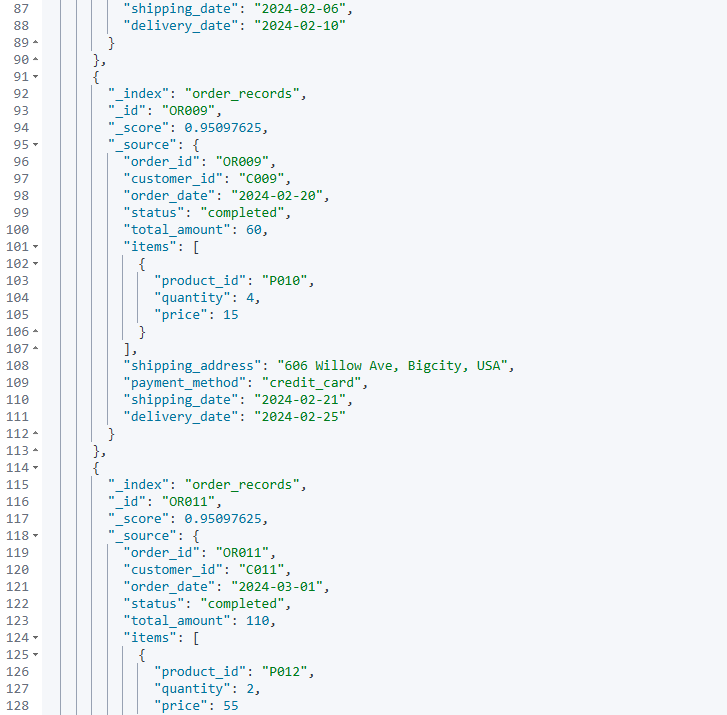 87 "shipping_date": "2024-02-06",
88 "delivery_date": "2024-02-10"
89 }
90 },
91 {
92 "_index": "order_records",
93 "_id": "OR009",
94 "_score": 0.95097625,
95 "_source": {
96 "order_id": "OR009",
97 "customer_id": "C009",
98 "order_date": "2024-02-20",
99 "status": "completed",
100 "total_amount": 60,
101 "items": [
102 {
103 "product_id": "P010",
104 "quantity": 4,
105 "price": 15
106 }
107 ],
108 "shipping_address": "606 Willow Ave, Bigcity, USA",
109 "payment_method": "credit_card",
110 "shipping_date": "2024-02-21",
111 "delivery_date": "2024-02-25"
112 }
113 },
114 {
115 "_index": "order_records",
116 "_id": "OR011",
117 "_score": 0.95097625,
118 "_source": {
119 "order_id": "OR011",
120 "customer_id": "C011",
121 "order_date": "2024-03-01",
122 "status": "completed",
123 "total_amount": 110,
124 "items": [
125 {
126 "product_id": "P012",
127 "quantity": 2,
128 "price": 55